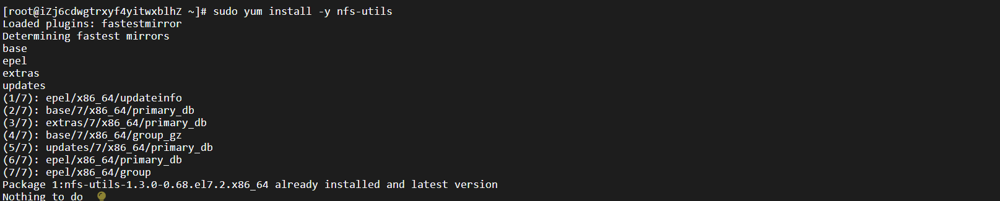 [root@iZj6cdwgtrxyf4yitwxblhZ ~]# sudo yum install -y nfs-utils
Loaded plugins: fastestmirror
Determining fastest mirrors
base
epel
extras
updates
(1/7): epel/x86_64/updateinfo
(2/7): base/7/x86_64/primary_db
(3/7): extras/7/x86_64/primary_db
(4/7): base/7/x86_64/group_gz
(5/7): updates/7/x86_64/primary_db
(6/7): epel/x86_64/primary_db
(7/7): epel/x86_64/group
Package 1:nfs-utils-1.3.0-0.68.el7.2.x86_64 already installed and latest version
Nothing to do